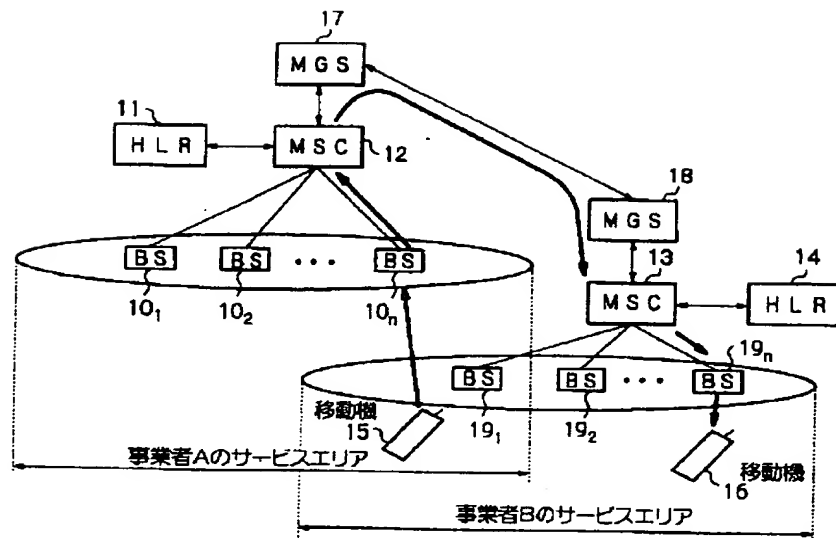 17
MGS
11
HLR
MSC
12
18
MGS
13
14
MSC
HLR
BS
BS
･･･
BS
10₁
10₂
10ₙ
19ₙ
BS
BS
･･･
BS
19₁
19₂
移動機
15
移動機
16
事業者Aのサービスエリア
事業者Bのサービスエリア